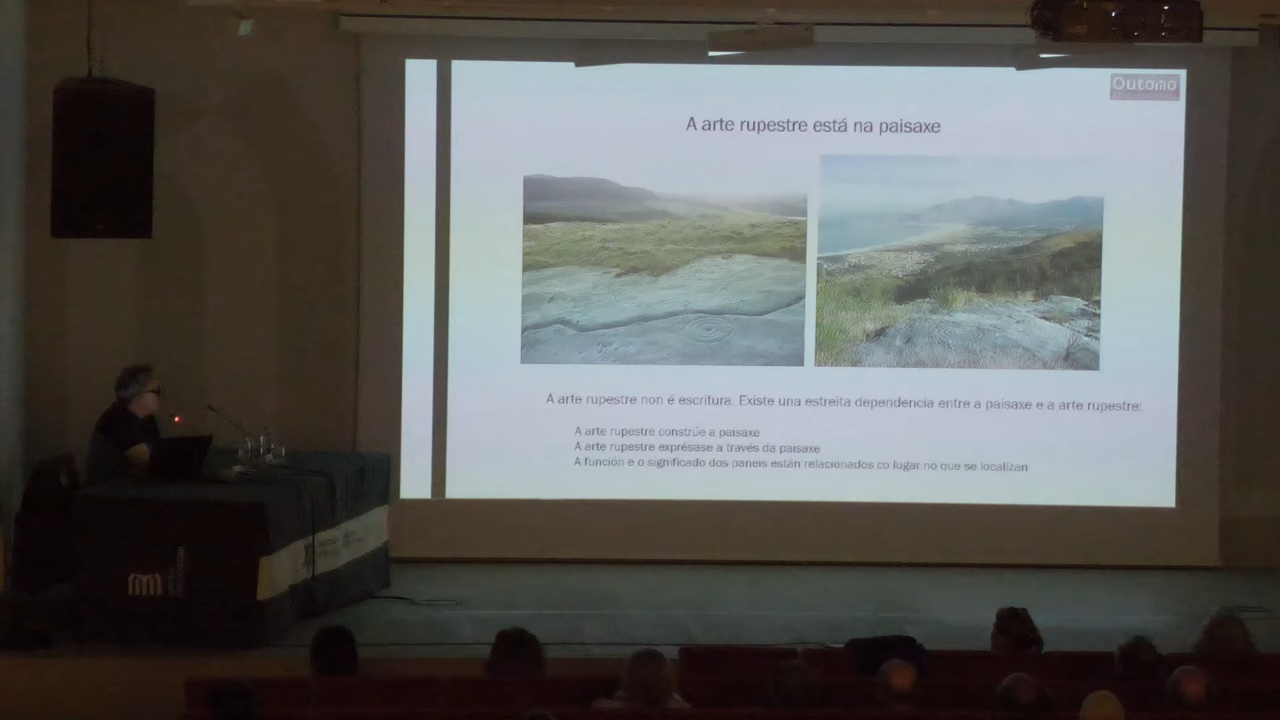 Outomo
A arte rupestre está na paisaxe
A arte rupestre non é escritura. Existe una estreita dependencia entre a paisaxe e a arte rupestre:
A arte rupestre constrúe a paisaxe
A arte rupestre exprésase a través da paisaxe
A función e o significado dos paneis están relacionados co lugar no que se localizan